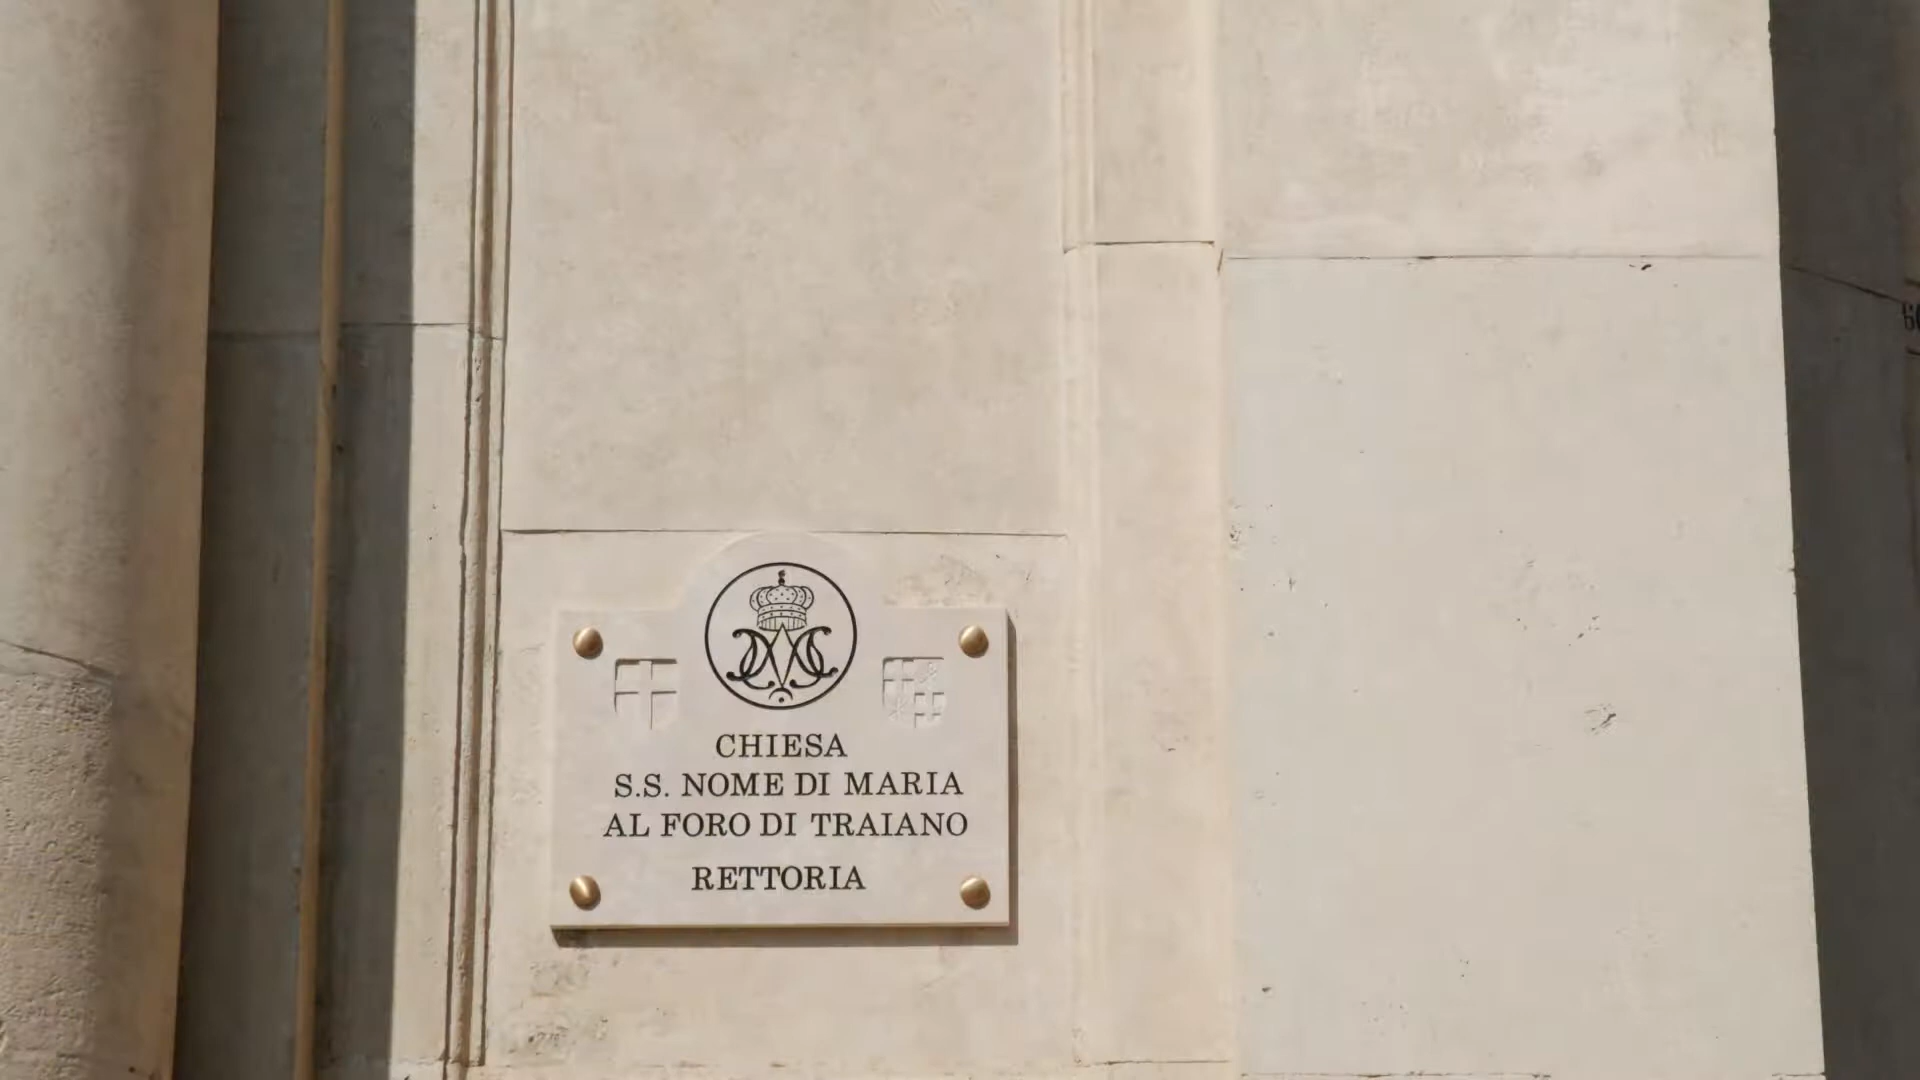 CHIESA
S.S. NOME DI MARIA
AL FORO DI TRAIANO
RETTORIA